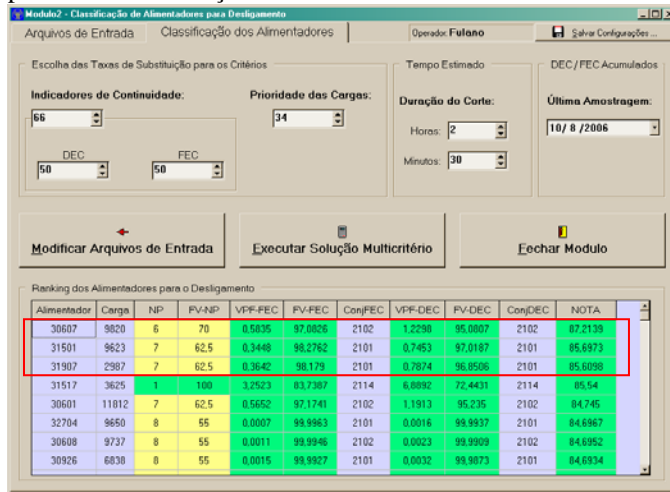 Modulo2 - Classificação de Alimentadores para Desligamento
Arquivos de Entrada Classificação dos Alimentadores Operador: Fulano Salvar Configurações ...
Escolha das Taxas de Substituição para os Critérios Tempo Estimado DEC / FEC Acumulados
Indicadores de Continuidade: Prioridade das Cargas: Duração do Corte: Última Amostragem:
66 34 Horas: 2 10/ 8 /2006
DEC FEC Minutos: 30
50 50
Modificar Arquivos de Entrada Executar Solução Multicritério Fechar Modulo
Ranking dos Alimentadores para o Desligamento
Alimentador Carga NP FV-NP VPF-FEC FV-FEC ConjFEC VPF-DEC FV-DEC ConjDEC NOTA
30607 9820 6 70 0,5835 97,0826 2102 1,2298 95,0807 2102 87,2139
31501 9623 7 62,5 0,3448 98,2762 2101 0,7453 97,0187 2101 85,6973
31907 2987 7 62,5 0,3642 98,179 2101 0,7874 96,8506 2101 85,6098
31517 3625 1 100 3,2523 83,7387 2114 6,8892 72,4431 2114 85,54
30601 11812 7 62,5 0,5652 97,1741 2102 1,1913 95,235 2102 84,745
32704 9650 8 55 0,0007 99,9963 2101 0,0016 99,9937 2101 84,6967
30608 9737 8 55 0,0011 99,9946 2102 0,0023 99,9909 2102 84,6952
30926 6838 8 55 0,0015 99,9927 2101 0,0032 99,9873 2101 84,6934